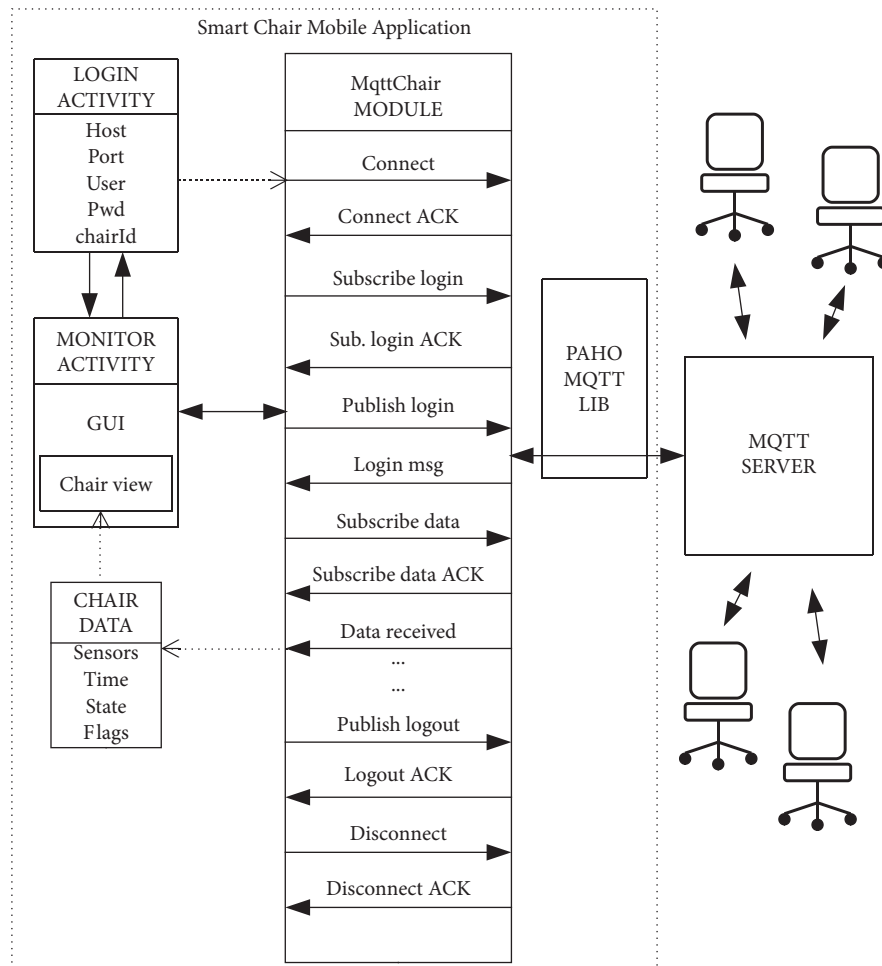 Smart Chair Mobile Application
LOGIN
ACTIVITY
Host
Port
User
Pwd
chairId
MONITOR
ACTIVITY
GUI
Chair view
CHAIR
DATA
Sensors
Time
State
Flags
MqttChair
MODULE
Connect
Connect ACK
Subscribe login
Sub. login ACK
Publish login
Login msg
Subscribe data
Subscribe data ACK
Data received
...
...
Publish logout
Logout ACK
Disconnect
Disconnect ACK
PAHO
MQTT
LIB
MQTT
SERVER